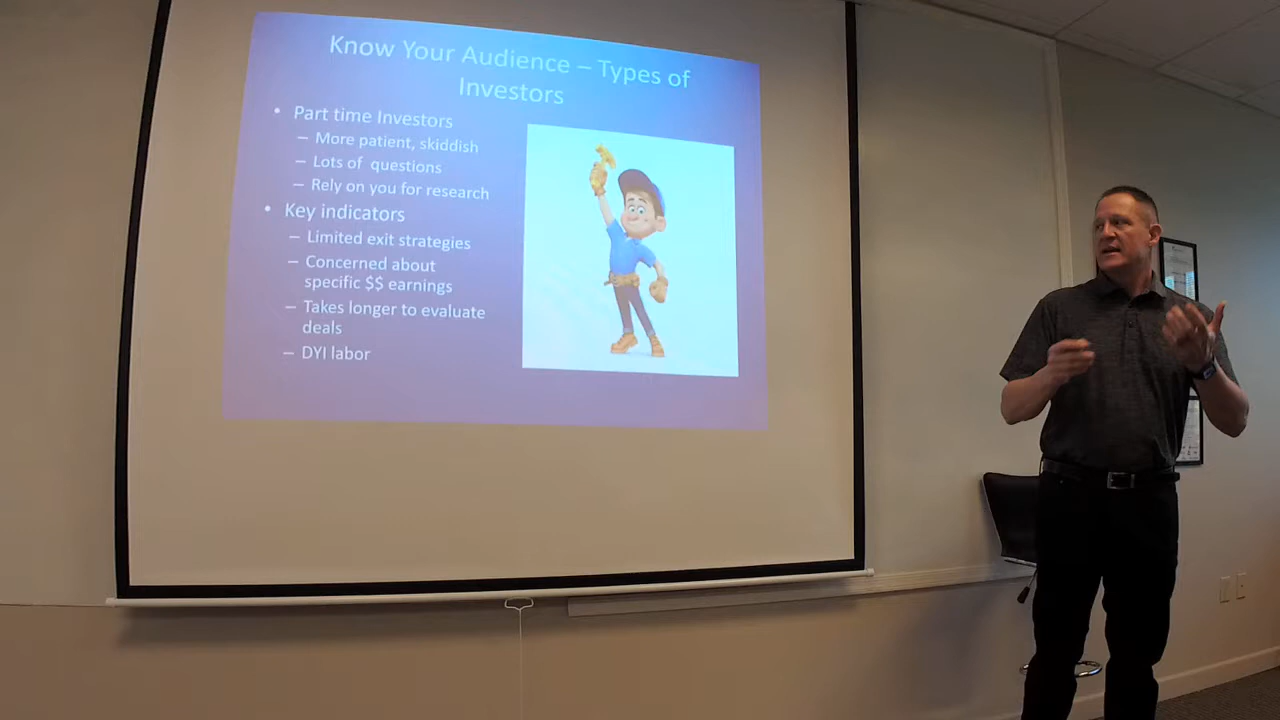 Know Your Audience – Types of
Investors
• Part time Investors
– More patient, skiddish
– Lots of questions
– Rely on you for research
• Key indicators
– Limited exit strategies
– Concerned about
specific $$ earnings
– Takes longer to evaluate
deals
– DYI labor